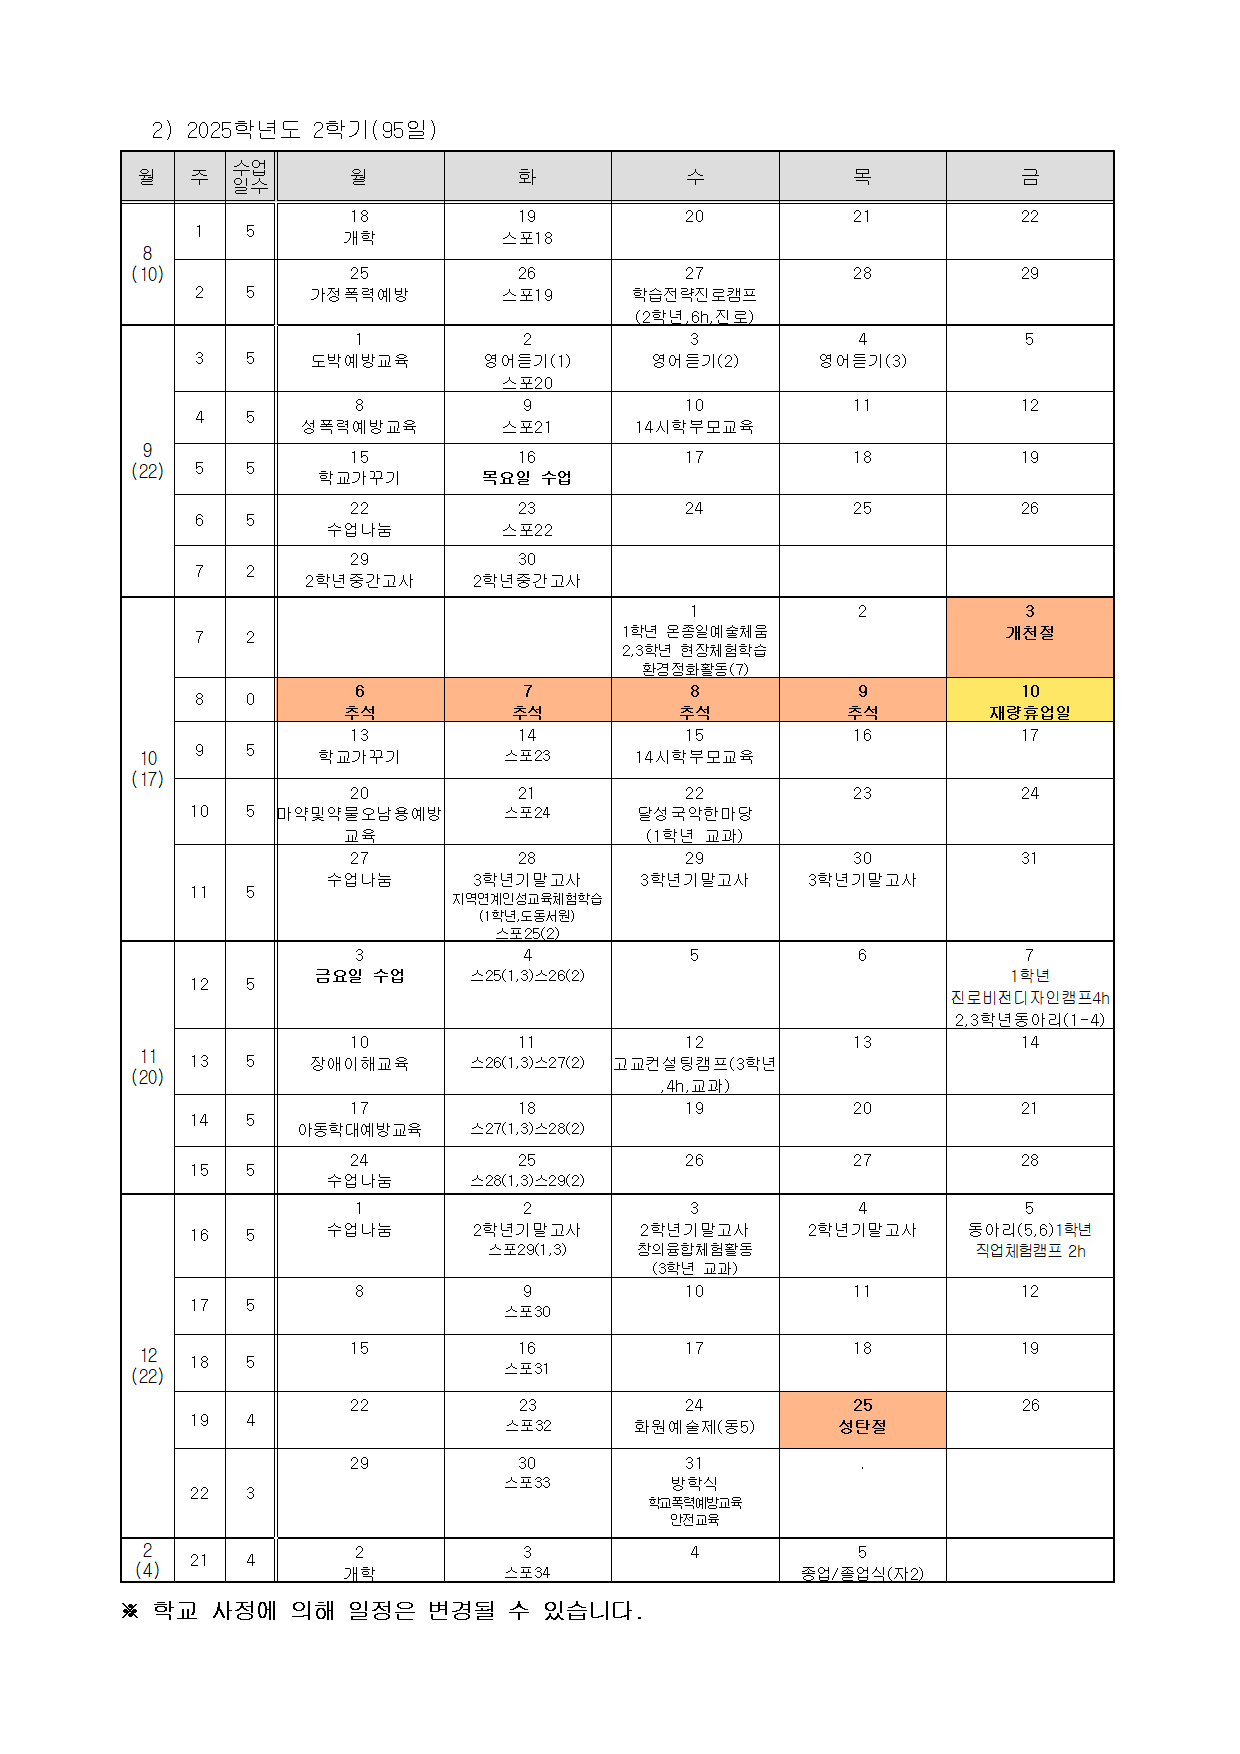 2) 2025학년도 2학기(95일)
월 주 수업일수 월 화 수 목 금
8
(10)
1 5 18 19 20 21 22
개학 스포18
2 5 25 26 27 28 29
가정폭력예방 스포19 학습전략진로캠프
(2학년,6h,진로)
9
(22)
3 5 1 2 3 4 5
도박예방교육 영어듣기(1) 영어듣기(2) 영어듣기(3)
스포20
4 5 8 9 10 11 12
성폭력예방교육 스포21 14시학부모교육
5 5 15 16 17 18 19
학교가꾸기 목요일 수업
6 5 22 23 24 25 26
수업나눔 스포22
7 2 29 30
2학년중간고사 2학년중간고사
10
(17)
7 2 1 2 3
1학년 온종일예술체움 개천절
2,3학년 현장체험학습
환경정화활동(7)
8 0 6 7 8 9 10
추석 추석 추석 추석 재량휴업일
9 5 13 14 15 16 17
학교가꾸기 스포23 14시학부모교육
10 5 20 21 22 23 24
마약및약물오남용예방 스포24 달성국악한마당
교육 (1학년 교과)
11 5 27 28 29 30 31
수업나눔 3학년기말고사 3학년기말고사 3학년기말고사
지역연계인성교육체험학습
(1학년,도동서원)
스포25(2)
11
(20)
12 5 3 4 5 6 7
금요일 수업 스25(1,3)스26(2) 1학년
진로비전디자인캠프4h
2,3학년동아리(1-4)
13 5 10 11 12 13 14
장애이해교육 스26(1,3)스27(2) 고교컨설팅캠프(3학년
,4h,교과)
14 5 17 18 19 20 21
아동학대예방교육 스27(1,3)스28(2)
15 5 24 25 26 27 28
수업나눔 스28(1,3)스29(2)
12
(22)
16 5 1 2 3 4 5
수업나눔 2학년기말고사 2학년기말고사 2학년기말고사 동아리(5,6)1학년
스포29(1,3) 창의융합체험활동 직업체험캠프 2h
(3학년 교과)
17 5 8 9 10 11 12
스포30
18 5 15 16 17 18 19
스포31
19 4 22 23 24 25 26
스포32 화원예술제(동5) 성탄절
22 3 29 30 31 .
스포33 방학식
학교폭력예방교육
안전교육
2
(4)
21 4 2 3 4 5
개학 스포34 종업/졸업식(자2)
※ 학교 사정에 의해 일정은 변경될 수 있습니다.